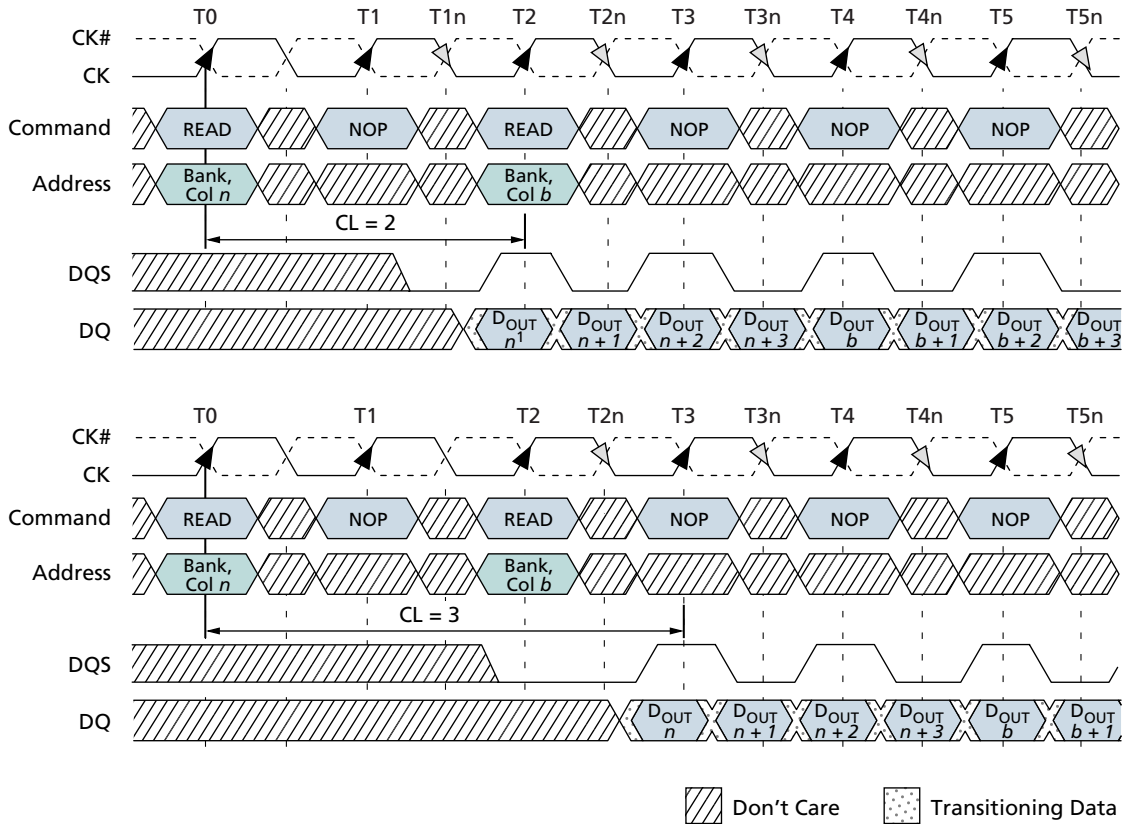 T0 T1 T1n T2 T2n T3 T3n T4 T4n T5 T5n
CK#
CK
Command READ NOP READ NOP NOP NOP
Address Bank, Col n Bank, Col b
CL = 2
DQS
DQ DOUT n1 DOUT n + 1 DOUT n + 2 DOUT n + 3 DOUT b DOUT b + 1 DOUT b + 2 DOUT b + 3
T0 T1 T2 T2n T3 T3n T4 T4n T5 T5n
CK#
CK
Command READ NOP READ NOP NOP NOP
Address Bank, Col n Bank, Col b
CL = 3
DQS
DQ DOUT n DOUT n + 1 DOUT n + 2 DOUT n + 3 DOUT b DOUT b + 1
Don't Care Transitioning Data